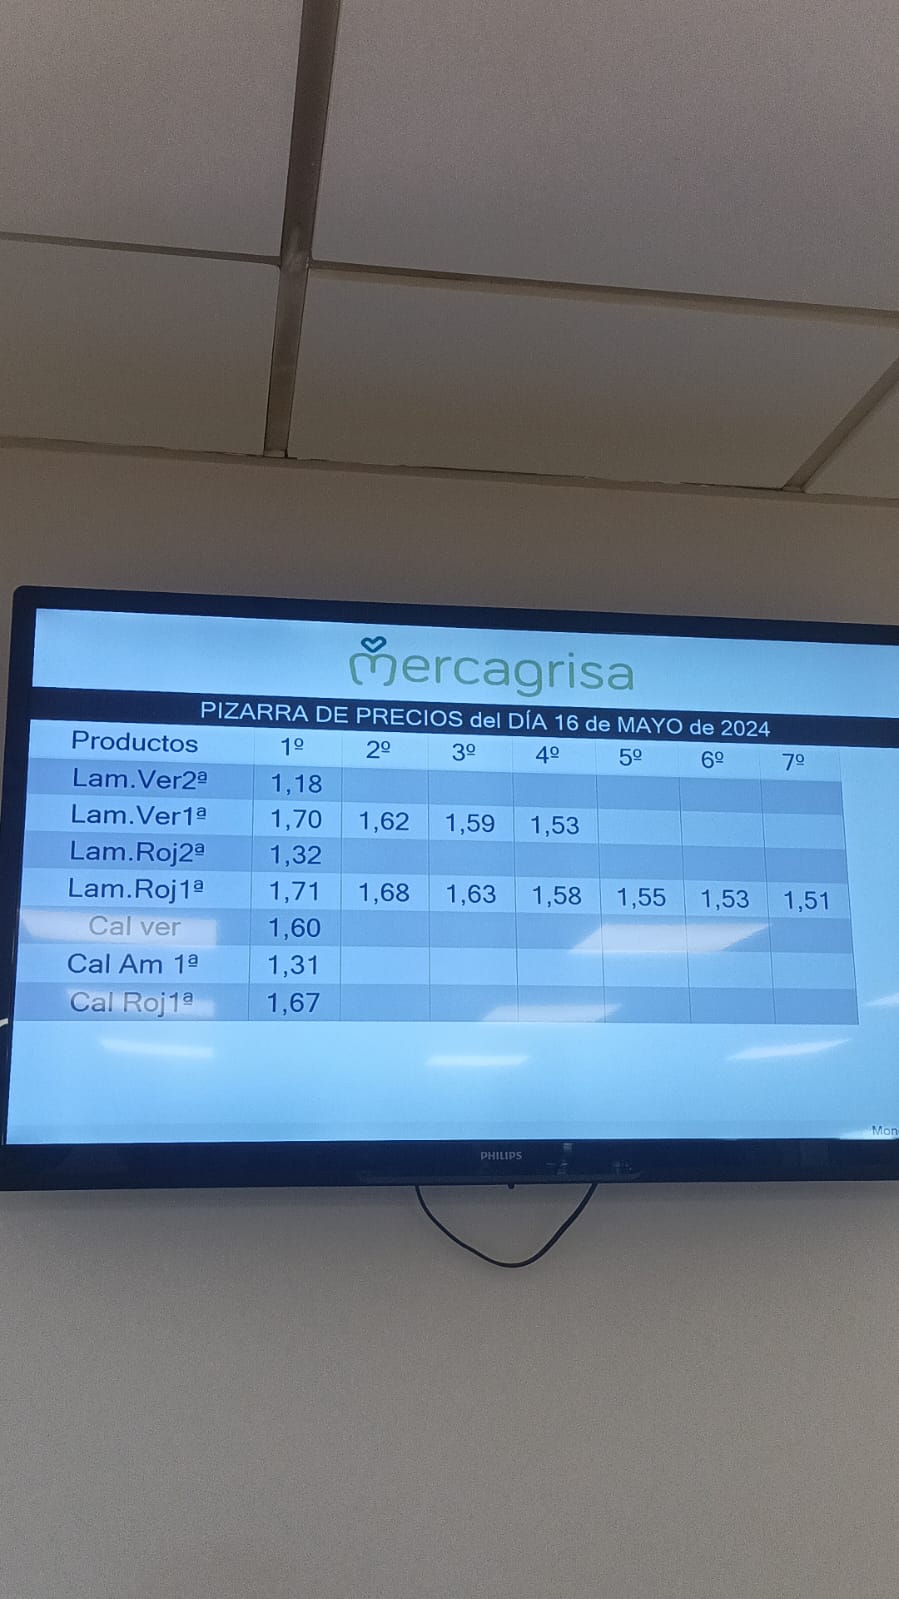 mercagrisa
PIZARRA DE PRECIOS del DÍA 16 de MAYO de 2024
Productos 1º 2º 3º 4º 5º 6º 7º
Lam.Ver2ª 1,18
Lam.Ver1ª 1,70 1,62 1,59 1,53
Lam.Roj2ª 1,32
Lam.Roj1ª 1,71 1,68 1,63 1,58 1,55 1,53 1,51
Cal ver 1,60
Cal Am 1ª 1,31
Cal Roj1ª 1,67
Mon
PHILIPS